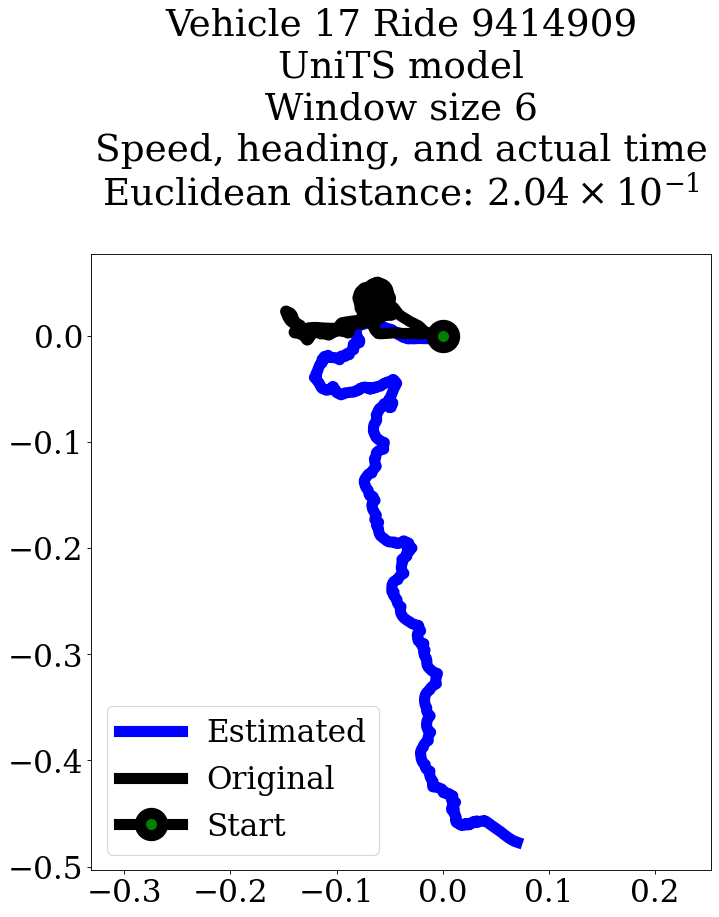 Vehicle 17 Ride 9414909
UniTS model
Window size 6
Speed, heading, and actual time
Euclidean distance: 2.04 × 10⁻¹
0.0
−0.1
−0.2
−0.3
−0.4
−0.5
Estimated
Original
Start
−0.3 −0.2 −0.1 0.0 0.1 0.2